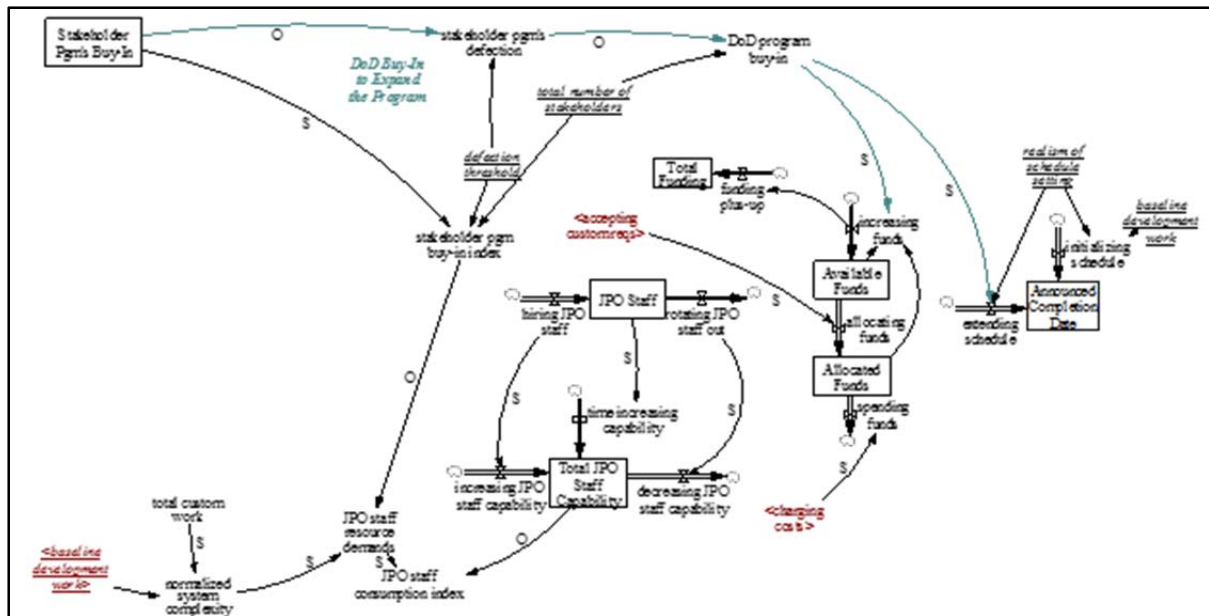 Stakeholder
Pgm's Buy-In
O
stakeholder pgm's
defection
O
DoD program
buy-in
DoD Buy-In
to Expand
the Program
total number of
stakeholders
S
defection
threshold
S
S
realism of
schedule
setting
Total
Funding
funding
plus-up
<accepting
custom reqs>
increasing
funds
baseline
development
work
stakeholder pgm
buy-in index
initializing
schedule
Available
Funds
S
JPO Staff
hiring JPO
staff
rotating JPO
staff out
Announced
Completion
Date
extending
schedule
allocating
funds
O
S
Allocated
Funds
S
S
time increasing
capability
spending
funds
Total JPO
Staff
Capability
increasing JPO
staff capability
decreasing JPO
staff capability
S
total custom
work
<charging
costs>
JPO staff
resource
demands
O
S
<baseline
development
work>
S
S
JPO staff
consumption index
normalized
system
complexity